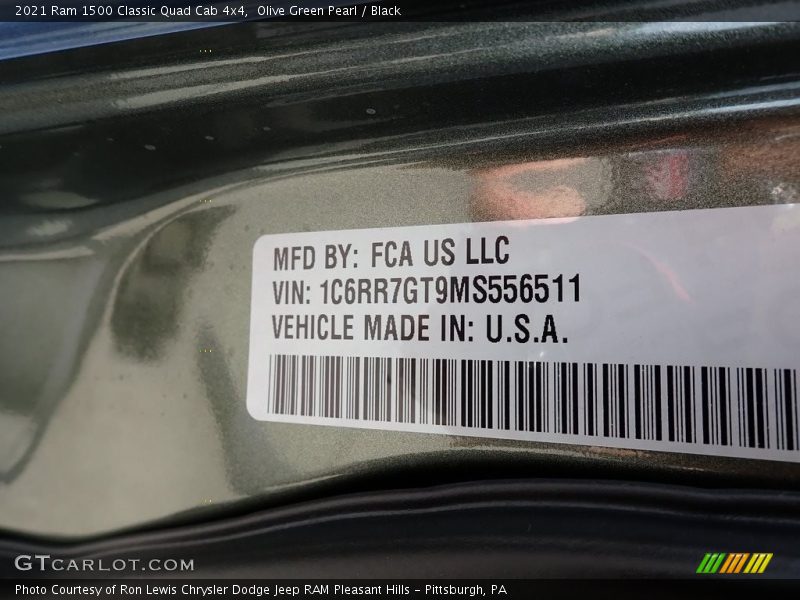 2021 Ram 1500 Classic Quad Cab 4x4,  Olive Green Pearl / Black
MFD BY: FCA US LLC
VIN: 1C6RR7GT9MS556511
VEHICLE MADE IN: U.S.A.
GTCARLOT.COM
Photo Courtesy of Ron Lewis Chrysler Dodge Jeep RAM Pleasant Hills - Pittsburgh, PA